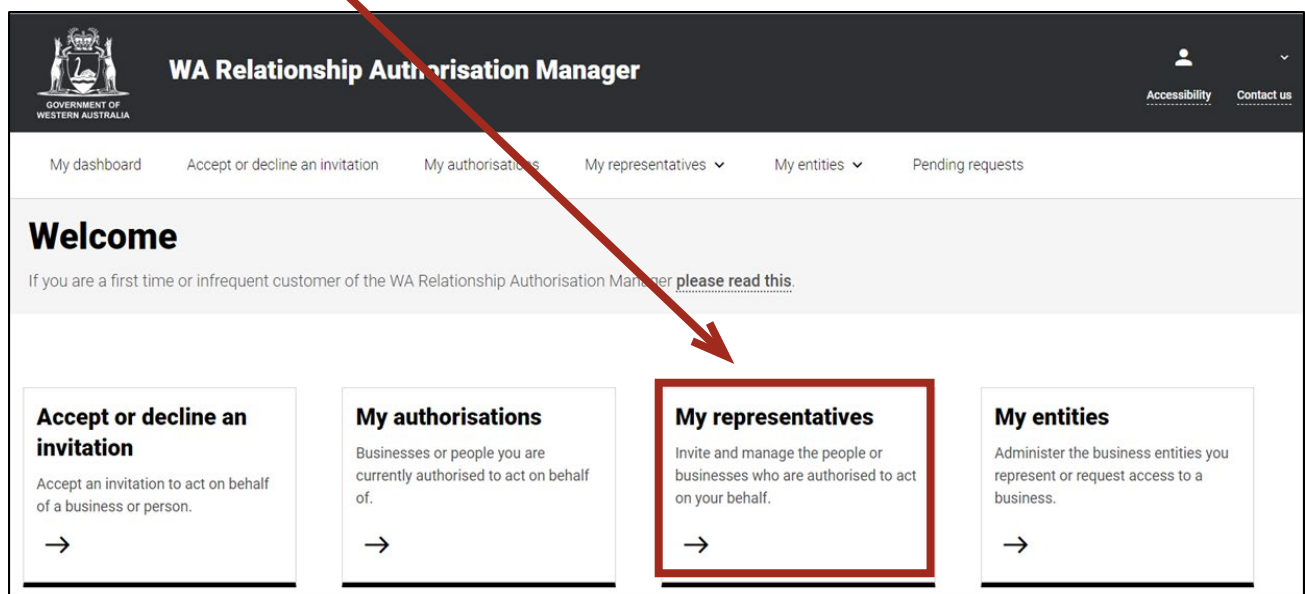 WA Relationship Authorisation Manager
GOVERNMENT OF
WESTERN AUSTRALIA
Accessibility Contact us
My dashboard Accept or decline an invitation My authorisations My representatives My entities Pending requests
Welcome
If you are a first time or infrequent customer of the WA Relationship Authorisation Manager please read this.
Accept or decline an
invitation
Accept an invitation to act on behalf
of a business or person.
My authorisations
Businesses or people you are
currently authorised to act on behalf
of.
My representatives
Invite and manage the people or
businesses who are authorised to act
on your behalf.
My entities
Administer the business entities you
represent or request access to a
business.